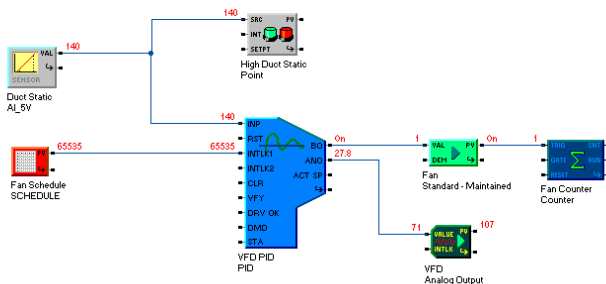 140
SRC PV
INT
SETPT
High Duct Static
Point
140
VAL
SENSOR
Duct Static
AI_5V
140
INP
RST
65535
65535
INTLK1
INTLK2
CLR
VFY
DRV OK
DMD
STA
BO
ANO
ACT SP
On
27.8
VFD PID
PID
PV
Fan Schedule
SCHEDULE
1
VAL PV
DEM
On
Fan
Standard - Maintained
1
TRIG CNT
GATE RUN
RESET
Fan Counter
Counter
71
VALUE PV
INTLK
107
VFD
Analog Output